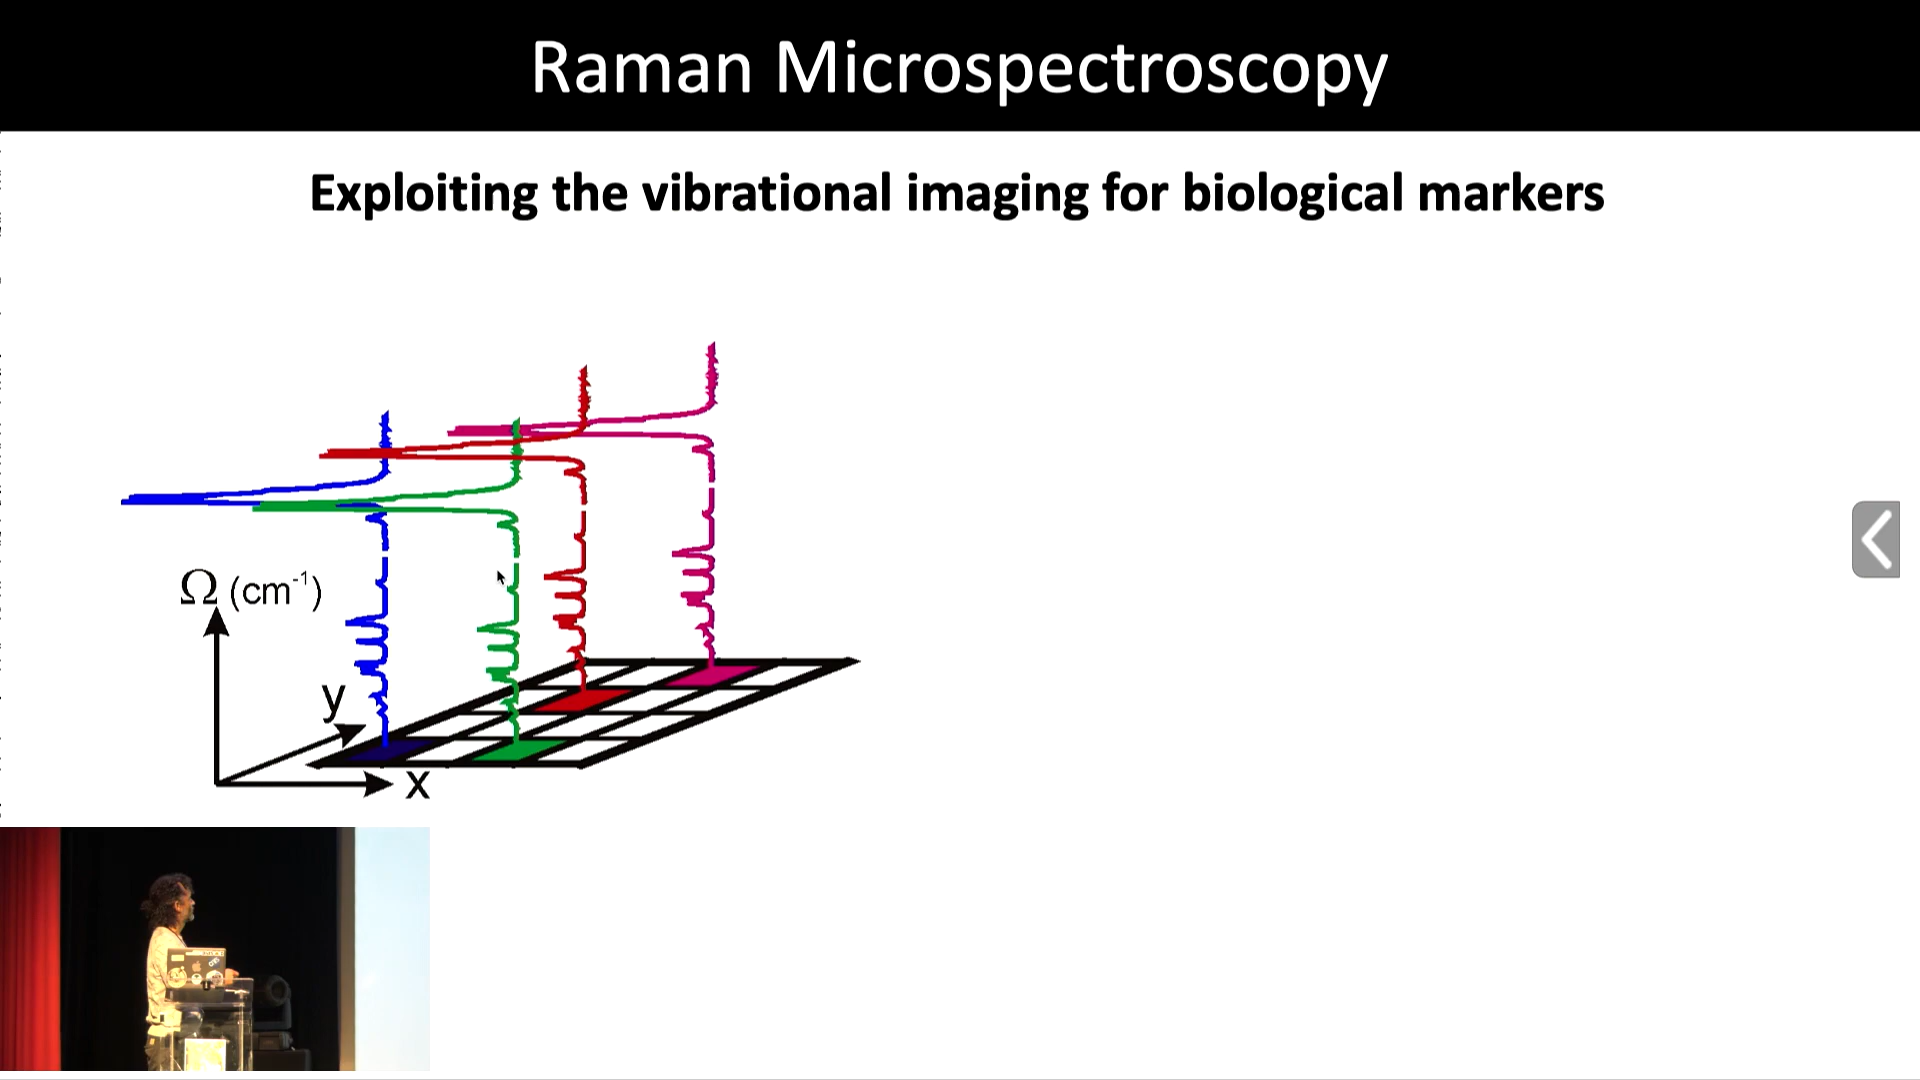 Raman Microspectroscopy
Exploiting the vibrational imaging for biological markers
Ω (cm⁻¹)
y
x